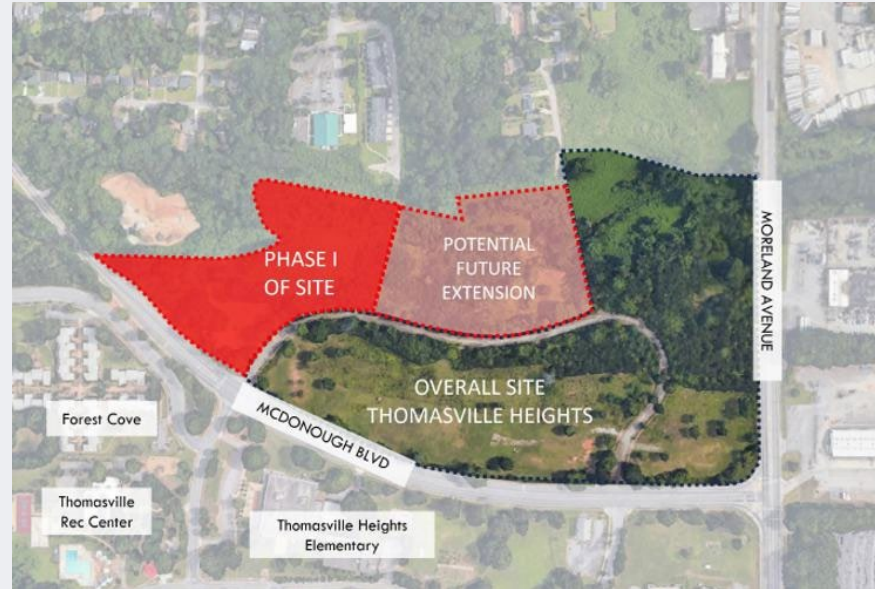 PHASE I
OF SITE
POTENTIAL
FUTURE
EXTENSION
MORELAND AVENUE
OVERALL SITE
THOMASVILLE HEIGHTS
MCDONOUGH BLVD
Forest Cove
Thomasville
Rec Center
Thomasville Heights
Elementary